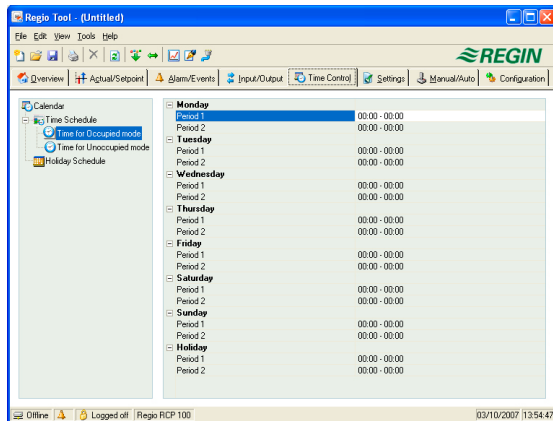 Regio Tool - (Untitled)
File Edit View Tools Help
REGIN
Overview Actual/Setpoint Alarm/Events Input/Output Time Control Settings Manual/Auto Configuration
Calendar
Time Schedule
Time for Occupied mode
Time for Unoccupied mode
Holiday Schedule
Monday
Period 1 00:00 - 00:00
Period 2 00:00 - 00:00
Tuesday
Period 1 00:00 - 00:00
Period 2 00:00 - 00:00
Wednesday
Period 1 00:00 - 00:00
Period 2 00:00 - 00:00
Thursday
Period 1 00:00 - 00:00
Period 2 00:00 - 00:00
Friday
Period 1 00:00 - 00:00
Period 2 00:00 - 00:00
Saturday
Period 1 00:00 - 00:00
Period 2 00:00 - 00:00
Sunday
Period 1 00:00 - 00:00
Period 2 00:00 - 00:00
Holiday
Period 1 00:00 - 00:00
Period 2 00:00 - 00:00
Offline Logged off Regio RCP 100 03/10/2007 13:54:47